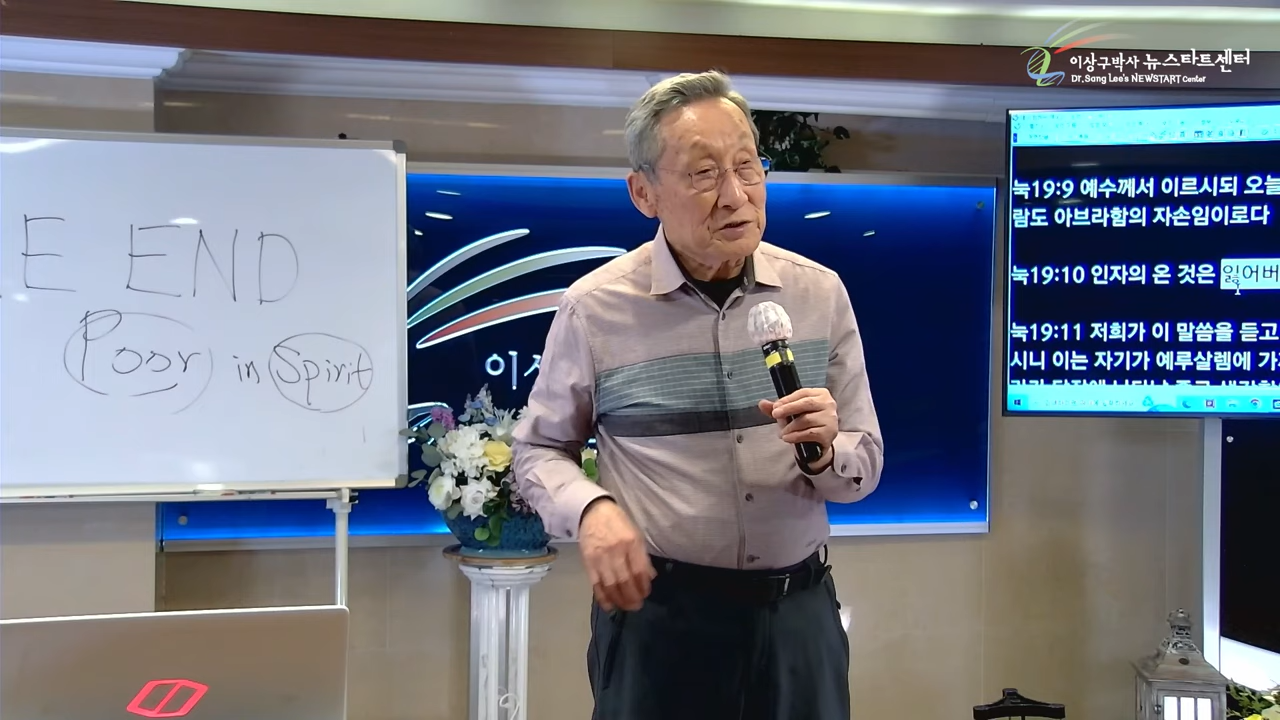 이상구박사 뉴스타트센터
Dr. Sang Lee's NEWSTART Center
E END
Poor in Spirit
이상
눅19:9 예수께서 이르시되 오늘
람도 아브라함의 자손임이로다
눅19:10 인자의 온 것은 잃어버
눅19:11 저희가 이 말씀을 듣고
시니 이는 자기가 예루살렘에 가